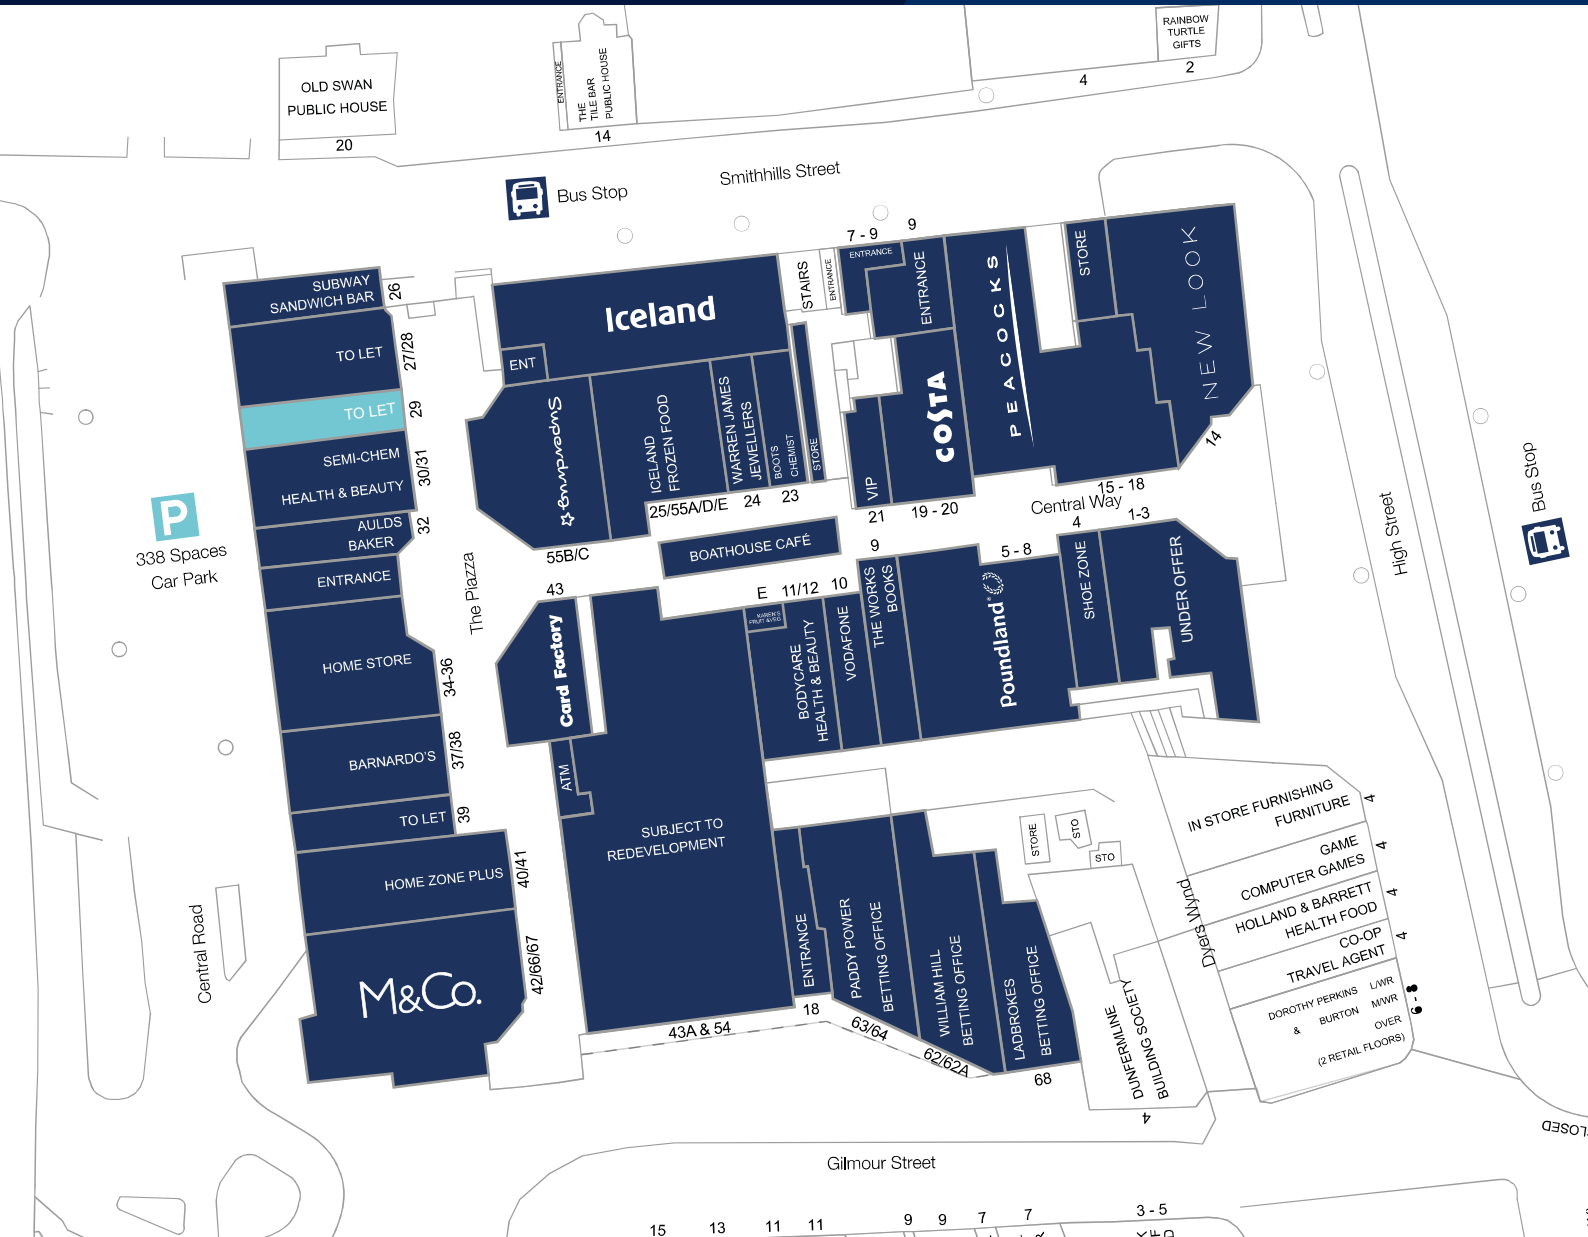 RAINBOW
TURTLE
GIFTS
2
4
OLD SWAN
PUBLIC HOUSE
20
ENTRANCE
THE
TILE BAR
PUBLIC HOUSE
14
Bus Stop
Smithhills Street
SUBWAY
SANDWICH BAR
26
TO LET
27/28
TO LET
29
SEMI-CHEM
HEALTH & BEAUTY
30/31
AULDS
BAKER
32
ENTRANCE
HOME STORE
34-36
BARNARDO'S
37/38
TO LET
39
HOME ZONE PLUS
40/41
M&Co.
42/66/67
P
338 Spaces
Car Park
Central Road
The Piazza
Iceland
ENT
Superdrug
55B/C
ICELAND
FROZEN FOOD
25/55A/D/E
WARREN JAMES
JEWELLERS
24
BOOTS
CHEMIST
23
STORE
STAIRS
ENTRANCE
7 - 9
ENTRANCE
9
ENTRANCE
VIP
21
COSTA
19 - 20
PEACOCKS
STORE
NEW LOOK
14
15 - 18
Central Way
BOATHOUSE CAFÉ
43
Card Factory
ATM
SUBJECT TO
REDEVELOPMENT
43A & 54
E
KAREN'S
FRUIT & VEG
11/12
BODYCARE
HEALTH & BEAUTY
10
VODAFONE
9
THE WORKS
BOOKS
5 - 8
Poundland
4
SHOE ZONE
1-3
UNDER OFFER
High Street
Bus Stop
ENTRANCE
18
PADDY POWER
BETTING OFFICE
63/64
WILLIAM HILL
BETTING OFFICE
62/62A
LADBROKES
BETTING OFFICE
68
STORE
STO
STO
DUNFERMLINE
BUILDING SOCIETY
4
Dyers Wynd
IN STORE FURNISHING
FURNITURE
4
GAME
COMPUTER GAMES
4
HOLLAND & BARRETT
HEALTH FOOD
4
CO-OP
TRAVEL AGENT
4
DOROTHY PERKINS L/WR
& BURTON M/WR
OVER
(2 RETAIL FLOORS)
6 - 8
Gilmour Street
15
13
11
11
9
9
7
7
3 - 5